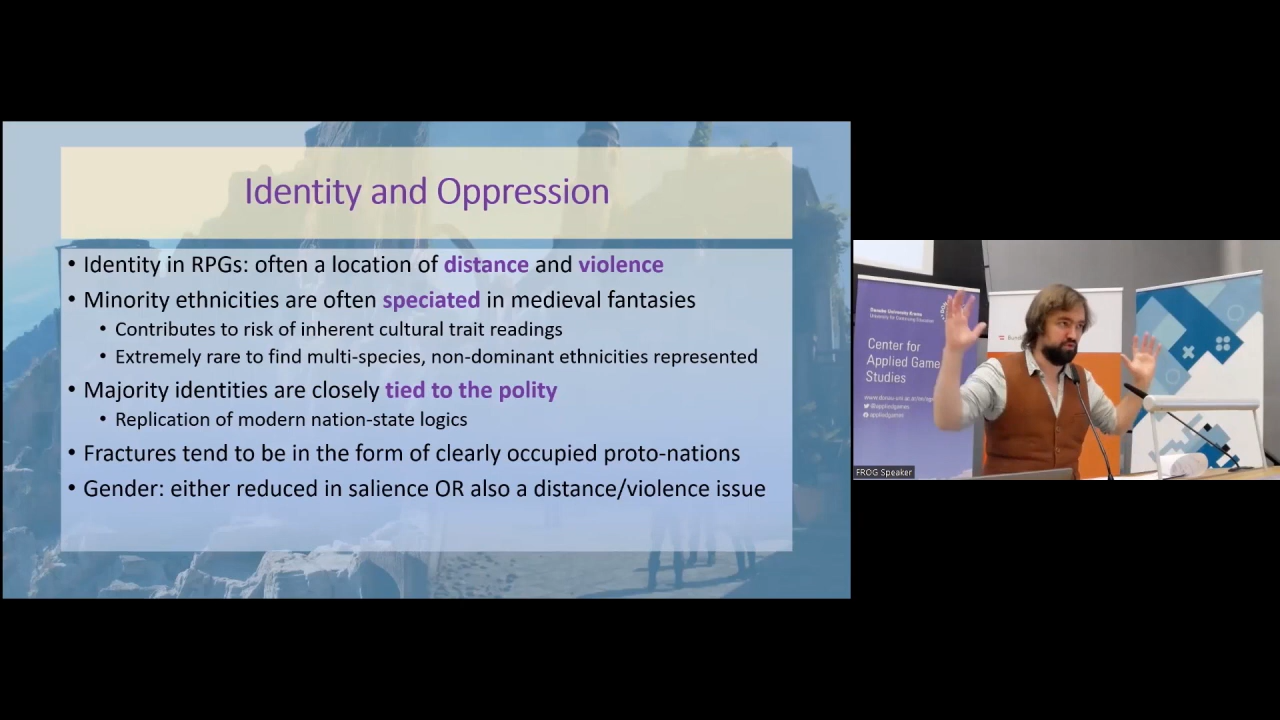 Identity and Oppression
• Identity in RPGs: often a location of distance and violence
• Minority ethnicities are often speciated in medieval fantasies
• Contributes to risk of inherent cultural trait readings
• Extremely rare to find multi-species, non-dominant ethnicities represented
• Majority identities are closely tied to the polity
• Replication of modern nation-state logics
• Fractures tend to be in the form of clearly occupied proto-nations
• Gender: either reduced in salience OR also a distance/violence issue
Center for
Applied Game
Studies
FROG Speaker